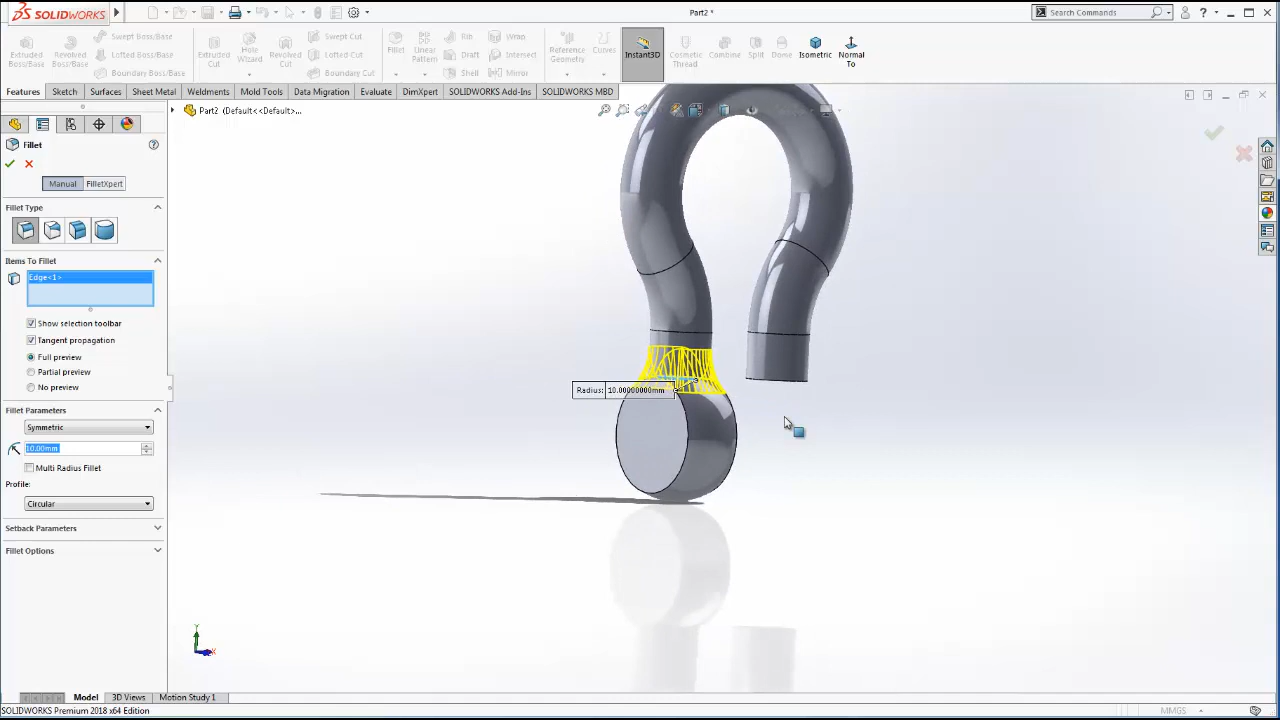 SOLIDWORKS
Part2 *
Search Commands
Extruded Boss/Base
Revolved Boss/Base
Swept Boss/Base
Lofted Boss/Base
Boundary Boss/Base
Extruded Cut
Hole Wizard
Revolved Cut
Swept Cut
Lofted Cut
Boundary Cut
Fillet
Linear Pattern
Rib
Draft
Shell
Wrap
Intersect
Mirror
Reference Geometry
Curves
Instant3D
Cosmetic Thread
Combine
Split
Dome
Isometric
Normal To
Features Sketch Surfaces Sheet Metal Weldments Mold Tools Data Migration Evaluate DimXpert SOLIDWORKS Add-Ins SOLIDWORKS MBD
Part2 (Default<<Default>...
Fillet
Manual FilletXpert
Fillet Type
Items To Fillet
Edge<1>
Show selection toolbar
Tangent propagation
Full preview
Partial preview
No preview
Radius: 10.00000000mm
Fillet Parameters
Symmetric
10.00mm
Multi Radius Fillet
Profile:
Circular
Setback Parameters
Fillet Options
Y
X
Model 3D Views Motion Study 1
SOLIDWORKS Premium 2018 x64 Edition
MMGS